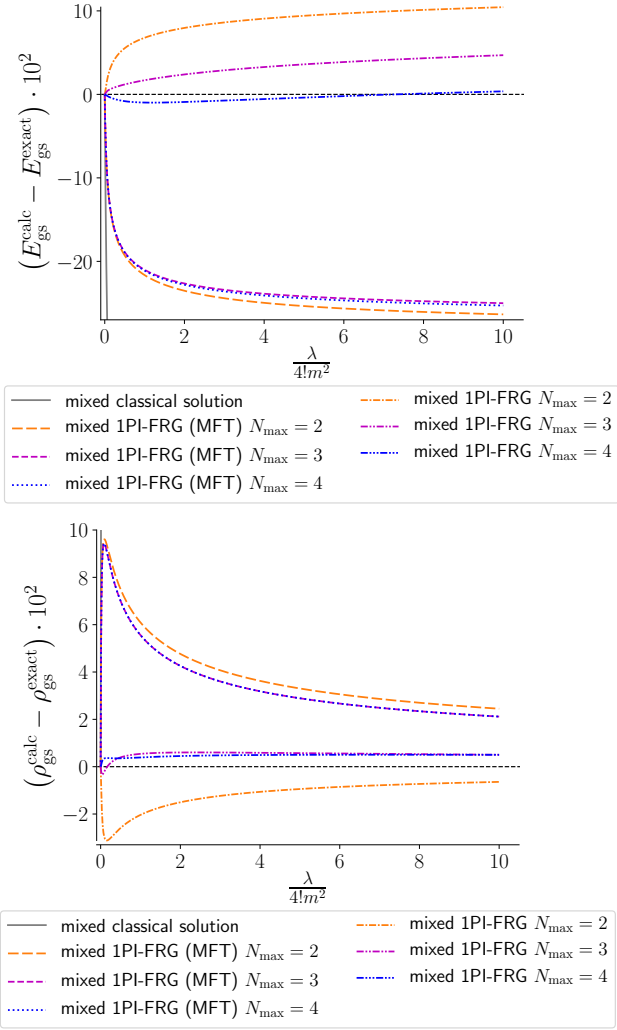 10
0
−10
−20
(E_gs^calc − E_gs^exact) · 10^2
0 2 4 6 8 10
λ/4!m^2
mixed classical solution
mixed 1PI-FRG (MFT) N_max = 2
mixed 1PI-FRG (MFT) N_max = 3
mixed 1PI-FRG (MFT) N_max = 4
mixed 1PI-FRG N_max = 2
mixed 1PI-FRG N_max = 3
mixed 1PI-FRG N_max = 4
10
8
6
4
2
0
−2
(ρ_gs^calc − ρ_gs^exact) · 10^2
0 2 4 6 8 10
λ/4!m^2
mixed classical solution
mixed 1PI-FRG (MFT) N_max = 2
mixed 1PI-FRG (MFT) N_max = 3
mixed 1PI-FRG (MFT) N_max = 4
mixed 1PI-FRG N_max = 2
mixed 1PI-FRG N_max = 3
mixed 1PI-FRG N_max = 4